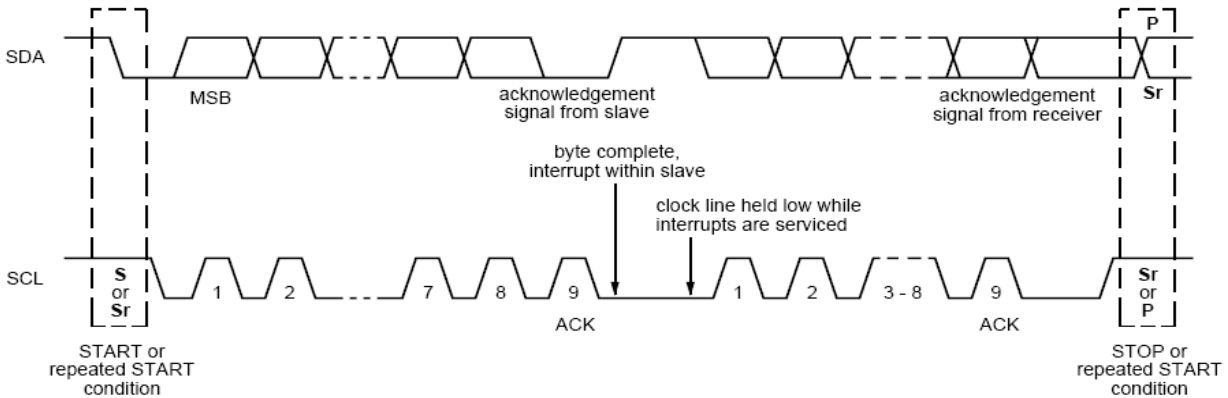 P
SDA
MSB
acknowledgement
signal from slave
acknowledgement
signal from receiver
Sr
byte complete,
interrupt within slave
clock line held low while
interrupts are serviced
SCL
S
or
Sr
1
2
7
8
9
1
2
3 - 8
9
Sr
or
P
ACK
ACK
START or
repeated START
condition
STOP or
repeated START
condition